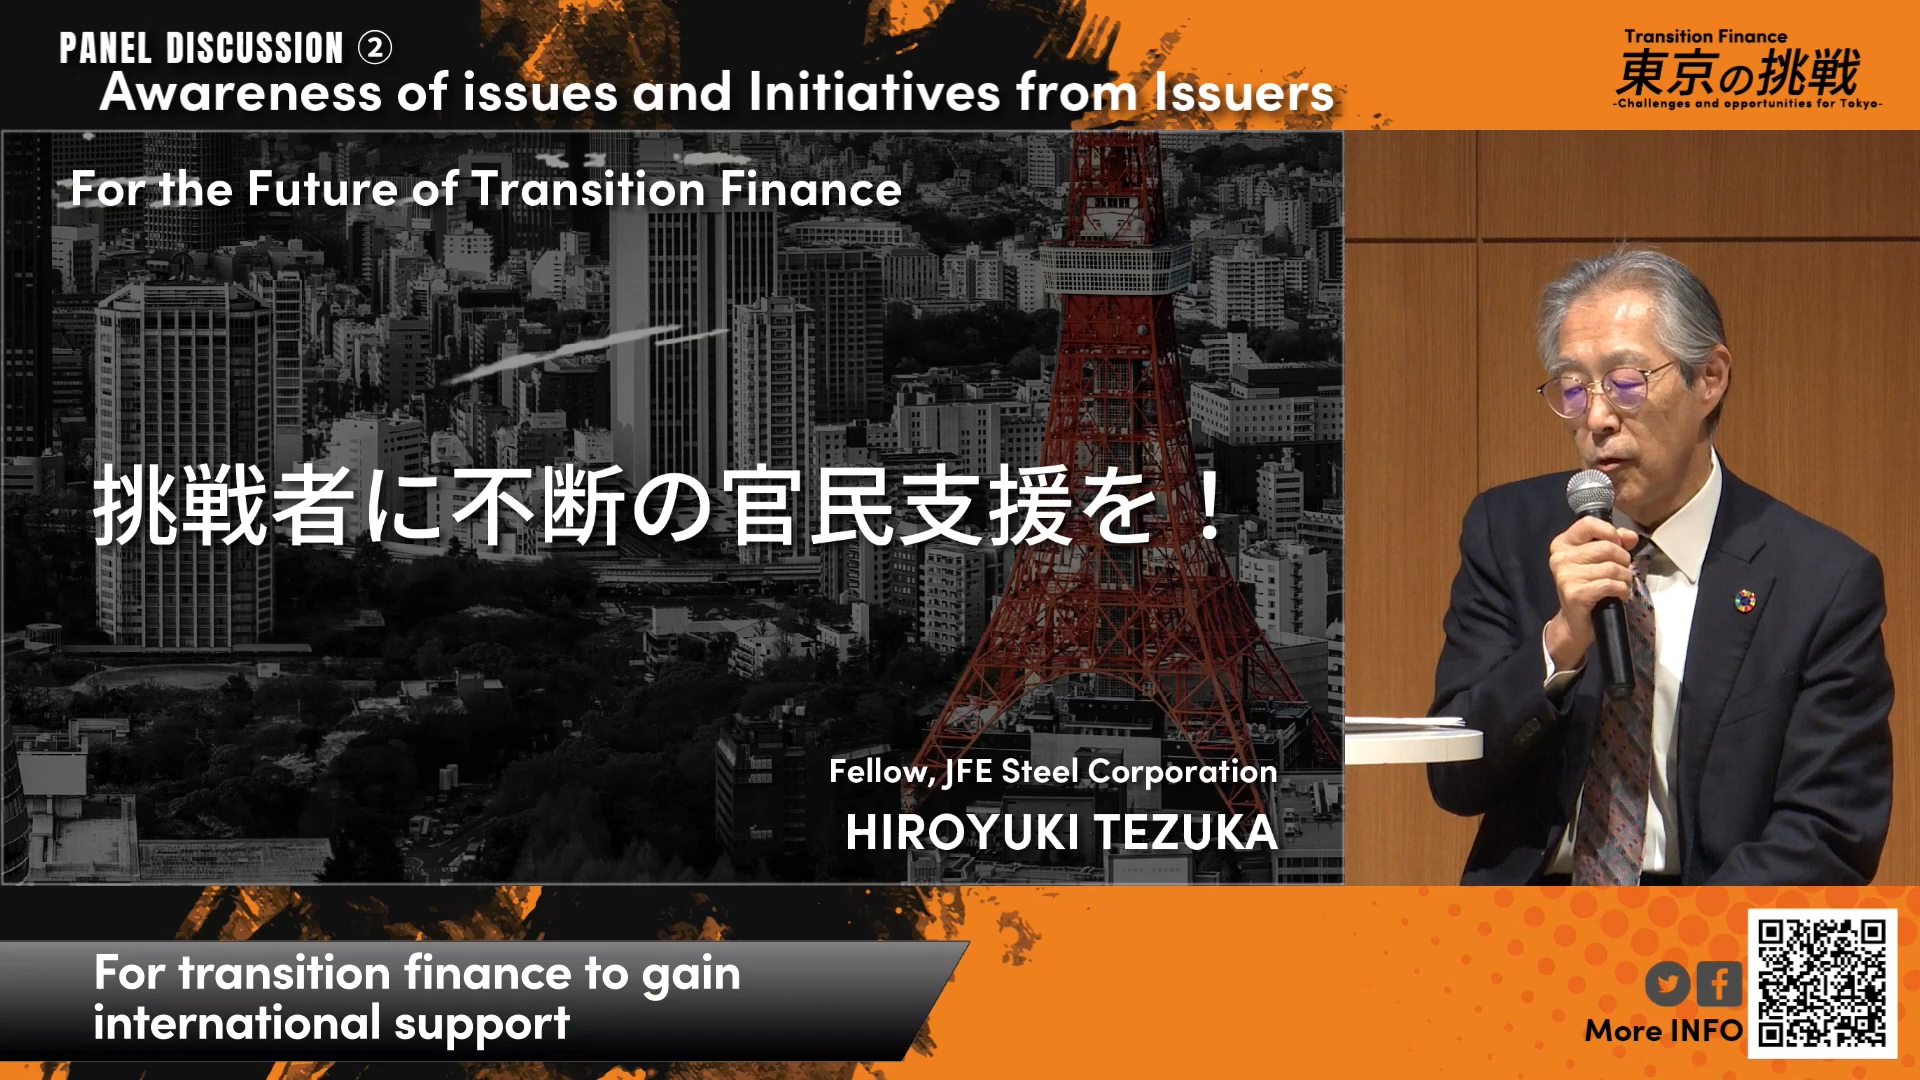 PANEL DISCUSSION ②
Awareness of issues and Initiatives from Issuers
Transition Finance
東京の挑戦
-Challenges and opportunities for Tokyo-
For the Future of Transition Finance
挑戦者に不断の官民支援を！
Fellow, JFE Steel Corporation
HIROYUKI TEZUKA
For transition finance to gain
international support
More INFO